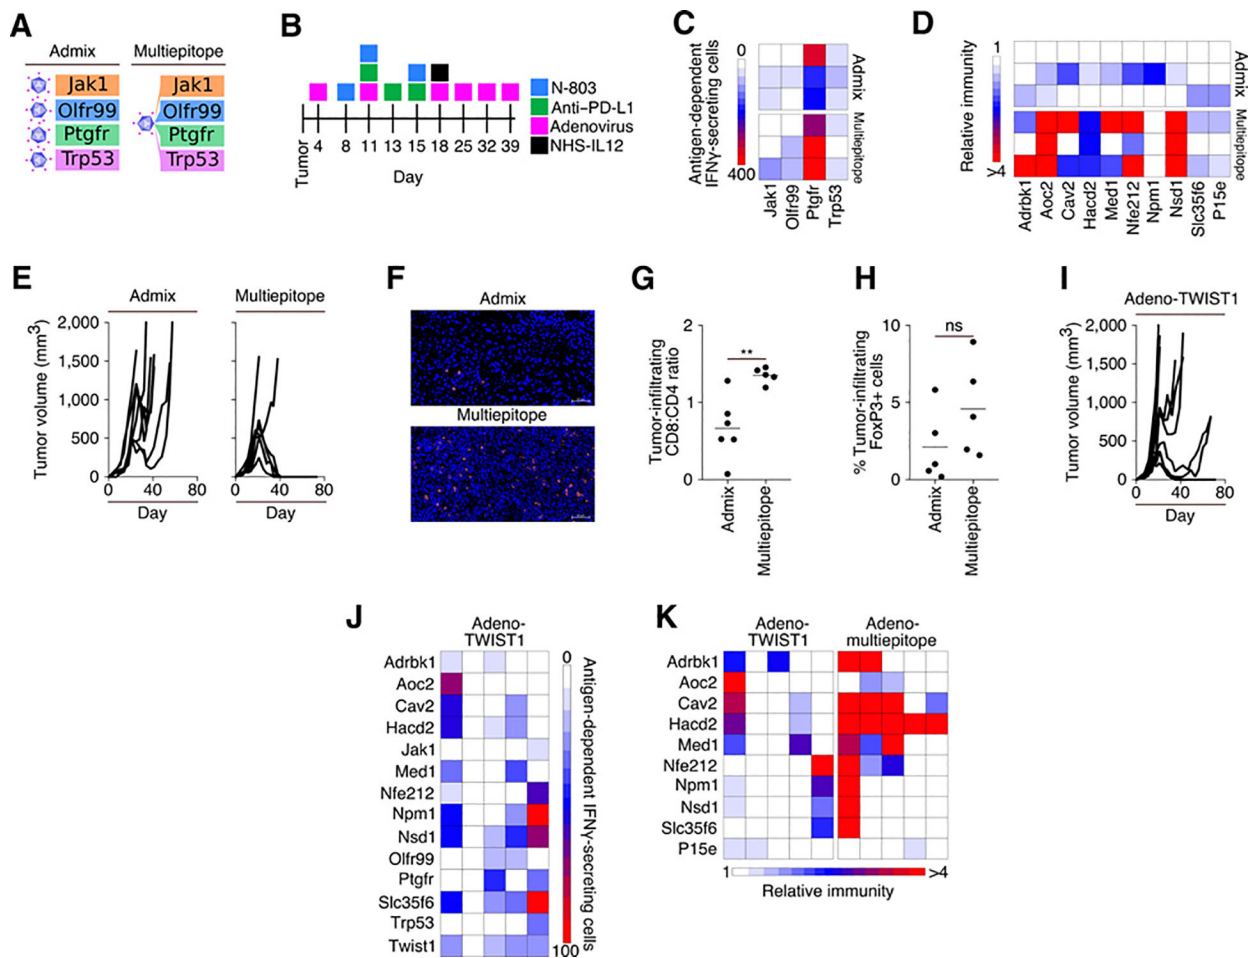 A
Admix
Multiepitope
Jak1
Olfr99
Ptgfr
Trp53
Jak1
Olfr99
Ptgfr
Trp53
B
N-803
Anti–PD-L1
Adenovirus
NHS-IL12
Tumor
4 8 11 13 15 18 25 32 39
Day
C
Antigen-dependent
IFNγ-secreting cells
0
400
Admix
Multiepitope
Jak1
Olfr99
Ptgfr
Trp53
D
Relative immunity
1
>4
Admix
Multiepitope
Adrbk1
Aoc2
Cav2
Hacd2
Med1
Nfe212
Npm1
Nsd1
Slc35f6
P15e
E
Admix
Multiepitope
Tumor volume (mm3)
2,000
1,500
1,000
500
0
0 40 80
0 40 80
Day
Day
F
Admix
Multiepitope
G
Tumor-infiltrating
CD8:CD4 ratio
2
1
0
**
Admix
Multiepitope
H
% Tumor-infiltrating
FoxP3+ cells
10
5
0
ns
Admix
Multiepitope
I
Adeno-TWIST1
Tumor volume (mm3)
2,000
1,500
1,000
500
0
0 40 80
Day
J
Adeno-
TWIST1
Adrbk1
Aoc2
Cav2
Hacd2
Jak1
Med1
Nfe212
Npm1
Nsd1
Olfr99
Ptgfr
Slc35f6
Trp53
Twist1
0
100
Antigen-dependent IFNγ-secreting cells
K
Adeno-
TWIST1
Adeno-
multiepitope
Adrbk1
Aoc2
Cav2
Hacd2
Med1
Nfe212
Npm1
Nsd1
Slc35f6
P15e
1 >4
Relative immunity